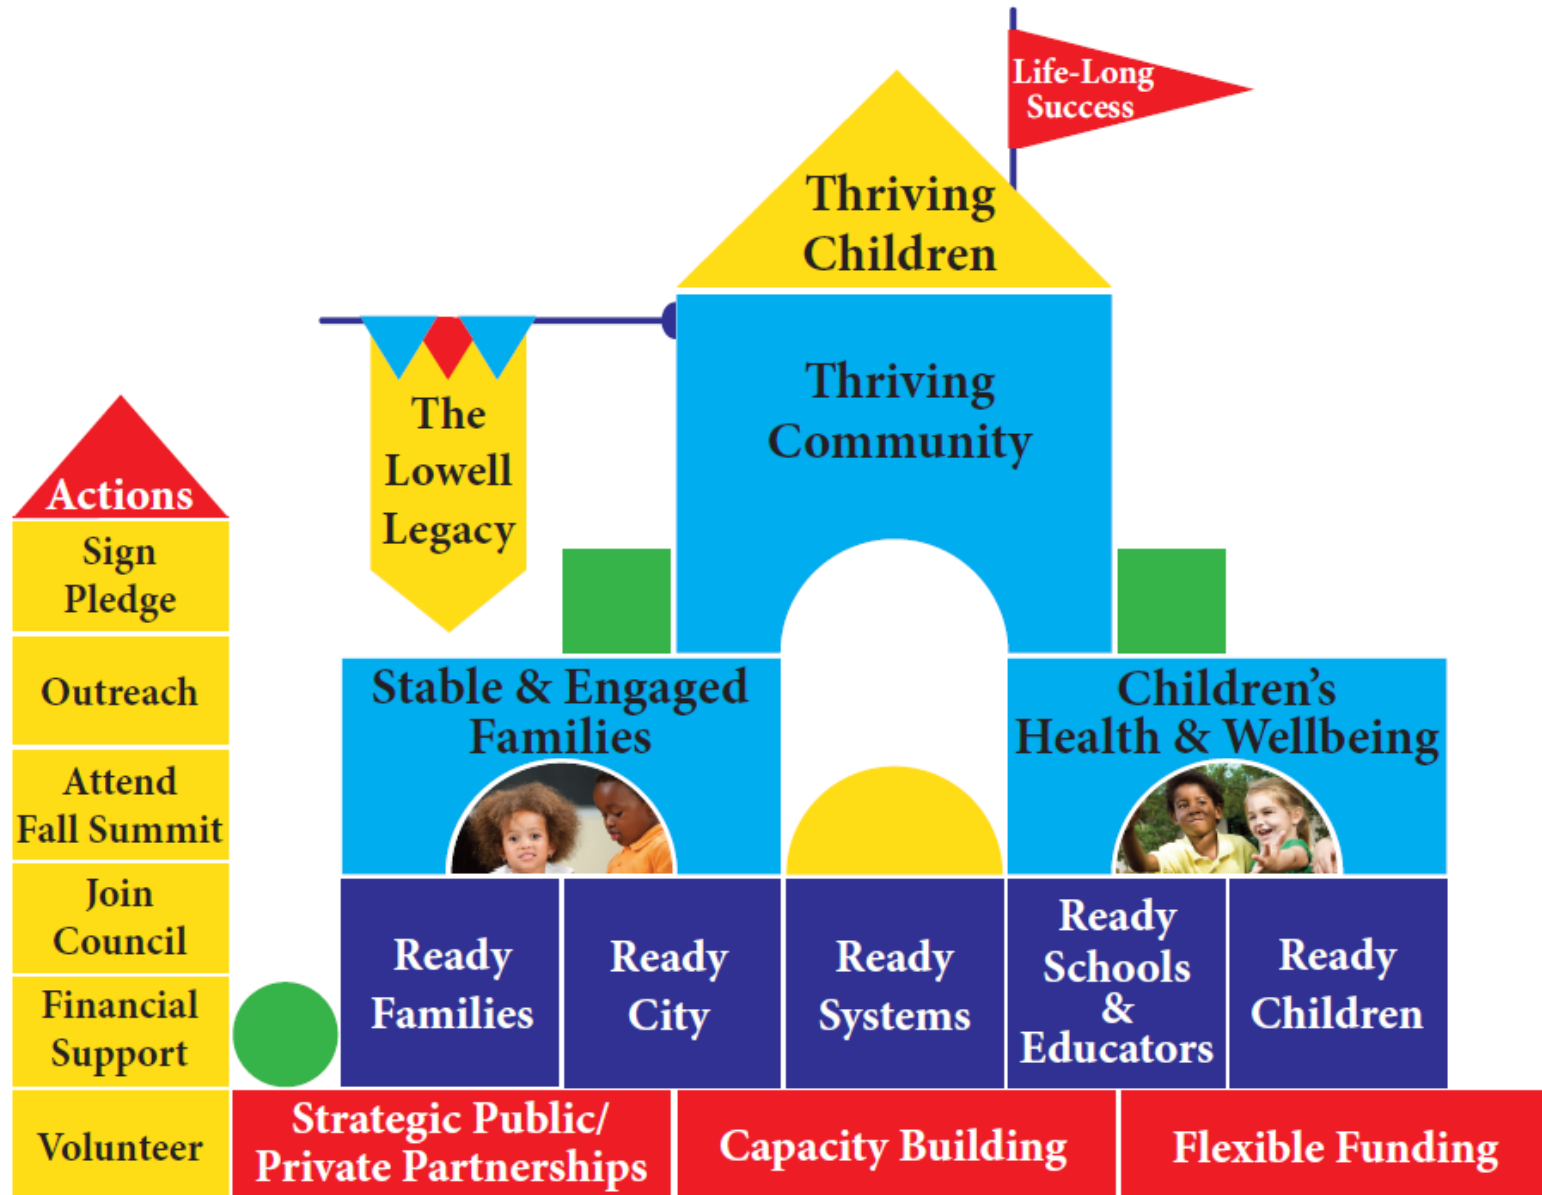 Life-Long
Success
Thriving
Children
Thriving
Community
The
Lowell
Legacy
Actions
Sign
Pledge
Outreach
Attend
Fall Summit
Join
Council
Financial
Support
Volunteer
Stable & Engaged
Families
Children’s
Health & Wellbeing
Ready
Families
Ready
City
Ready
Systems
Ready
Schools
&
Educators
Ready
Children
Strategic Public/
Private Partnerships
Capacity Building
Flexible Funding